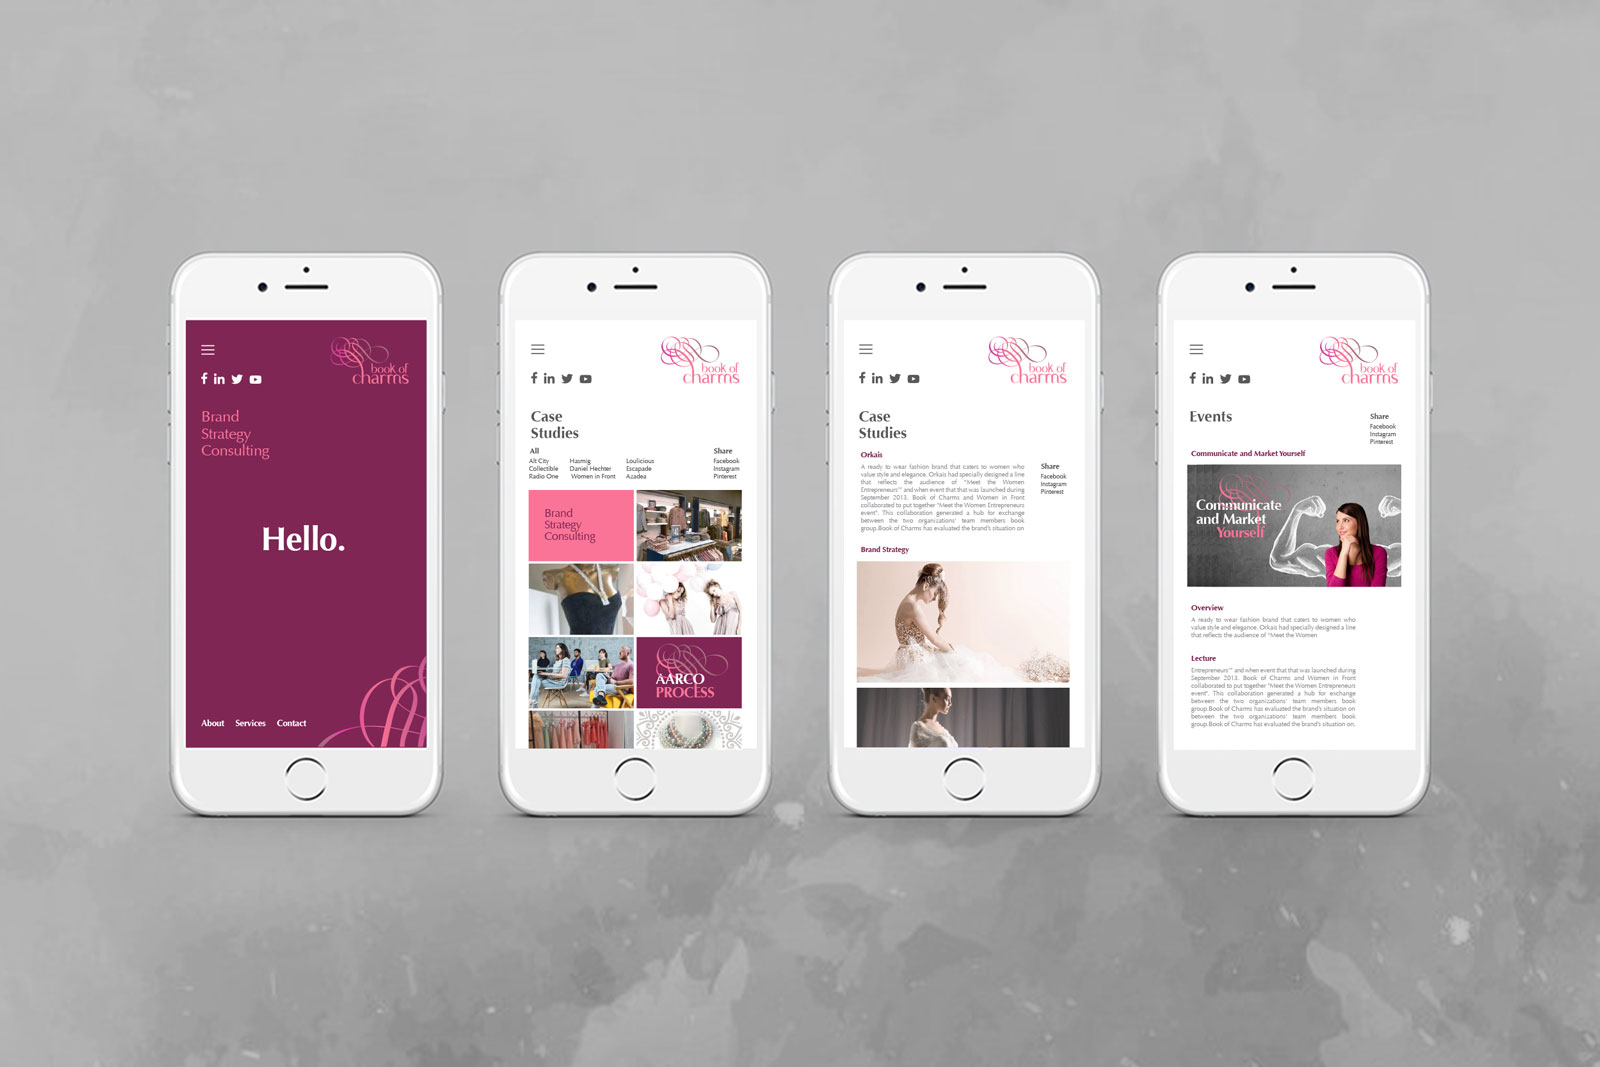 book of
charms
Brand
Strategy
Consulting
Hello.
About Services Contact
book of
charms
Case
Studies
All
Alt City Hasmig Loulicious
Collectible Daniel Hechter Escapade
Radio One Women in Front Azadea
Share
Facebook
Instagram
Pinterest
Brand
Strategy
Consulting
AARCO
PROCESS
book of
charms
Case
Studies
Orkais
A ready to wear fashion brand that caters to women who
value style and elegance. Orkais had specially designed a line
that reflects the audience of "Meet the Women
Entrepreneurs'" and when event that that was launched during
September 2013. Book of Charms and Women in Front
collaborated to put together "Meet the Women Entrepreneurs
event". This collaboration generated a hub for exchange
between the two organizations' team members book
group.Book of Charms has evaluated the brand's situation on
Share
Facebook
Instagram
Pinterest
Brand Strategy
book of
charms
Events
Share
Facebook
Instagram
Pinterest
Communicate and Market Yourself
Communicate
and Market
Yourself
Overview
A ready to wear fashion brand that caters to women who
value style and elegance. Orkais had specially designed a line
that reflects the audience of "Meet the Women
Lecture
Entrepreneurs'" and when event that that was launched during
September 2013. Book of Charms and Women in Front
collaborated to put together "Meet the Women Entrepreneurs
event". This collaboration generated a hub for exchange
between the two organizations' team members book
group.Book of Charms has evaluated the brand's situation on
between the two organizations' team members book
group.Book of Charms has evaluated the brand's situation on.